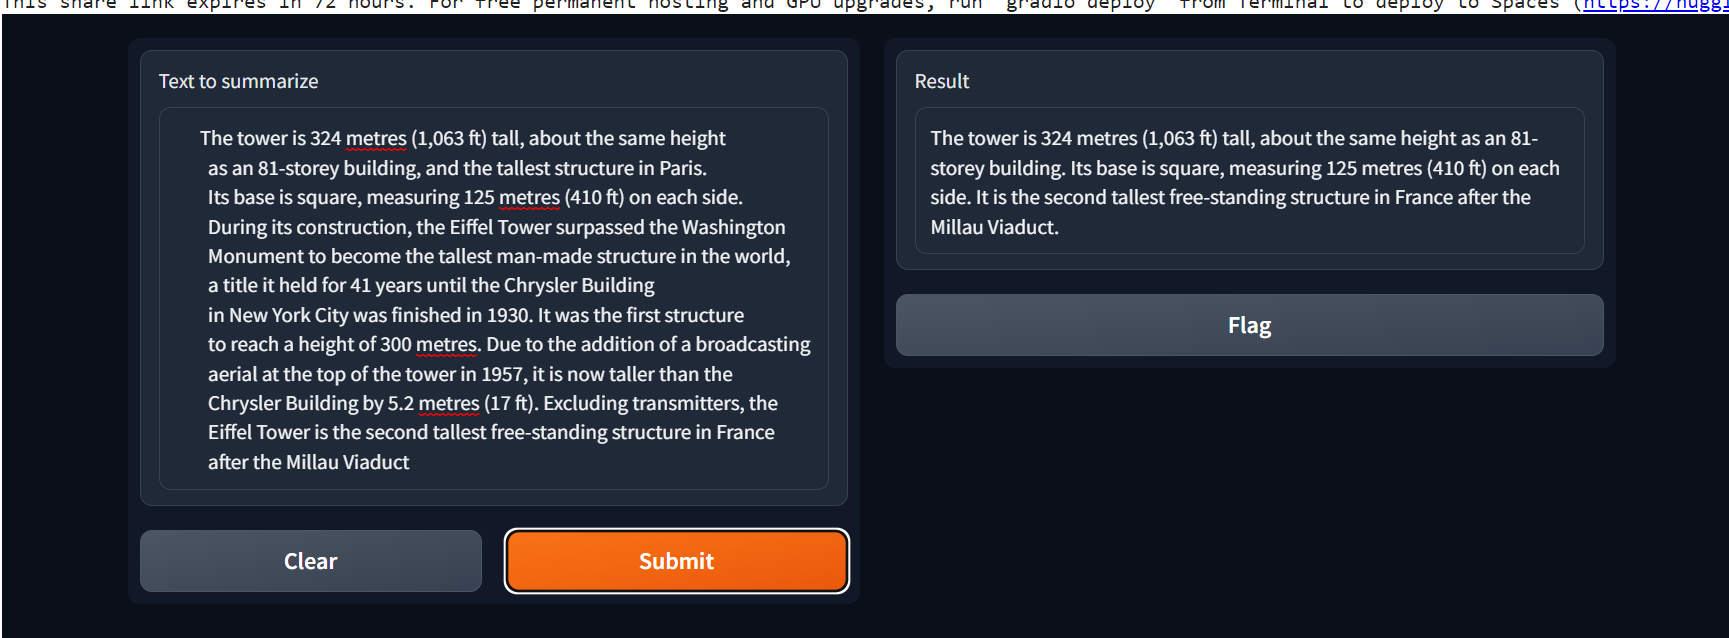 This share link expires in 72 hours. For free permanent hosting and GPU upgrades, run `gradio deploy` from Terminal to deploy to Spaces (https://huggi
Text to summarize
The tower is 324 metres (1,063 ft) tall, about the same height
as an 81-storey building, and the tallest structure in Paris.
Its base is square, measuring 125 metres (410 ft) on each side.
During its construction, the Eiffel Tower surpassed the Washington
Monument to become the tallest man-made structure in the world,
a title it held for 41 years until the Chrysler Building
in New York City was finished in 1930. It was the first structure
to reach a height of 300 metres. Due to the addition of a broadcasting
aerial at the top of the tower in 1957, it is now taller than the
Chrysler Building by 5.2 metres (17 ft). Excluding transmitters, the
Eiffel Tower is the second tallest free-standing structure in France
after the Millau Viaduct
Clear
Submit
Result
The tower is 324 metres (1,063 ft) tall, about the same height as an 81-
storey building. Its base is square, measuring 125 metres (410 ft) on each
side. It is the second tallest free-standing structure in France after the
Millau Viaduct.
Flag